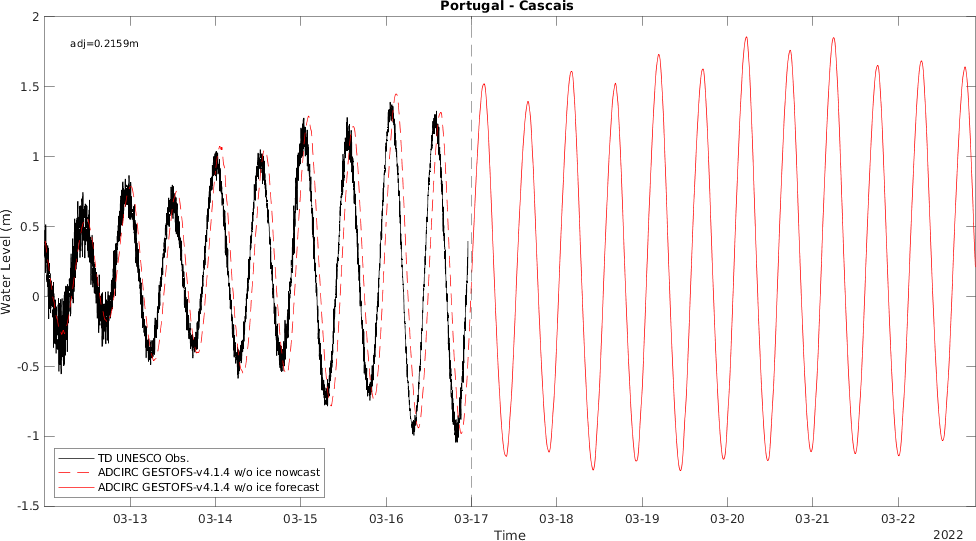 Portugal - Cascais
adj=0.2159m
2
1.5
1
0.5
0
-0.5
-1
-1.5
Water Level (m)
TD UNESCO Obs.
ADCIRC GESTOFS-v4.1.4 w/o ice nowcast
ADCIRC GESTOFS-v4.1.4 w/o ice forecast
03-13 03-14 03-15 03-16 03-17 03-18 03-19 03-20 03-21 03-22
Time
2022